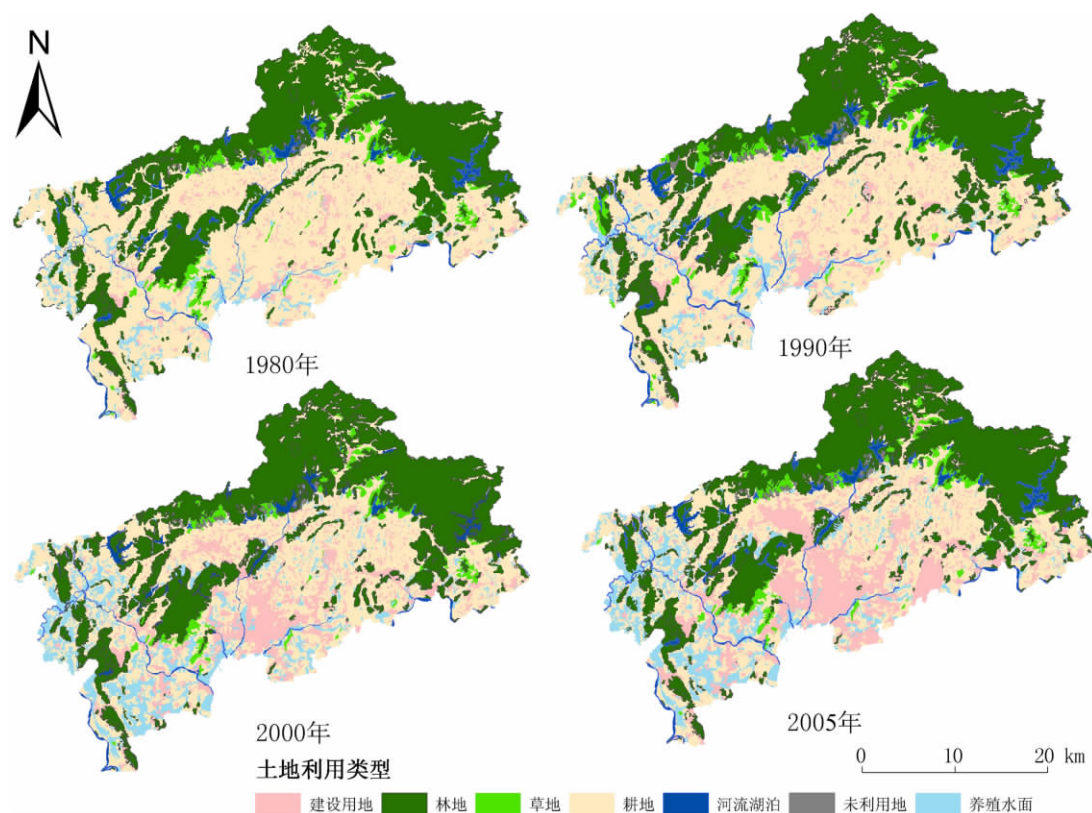 N
1980年
1990年
2000年
2005年
0 10 20 km
土地利用类型
建设用地 林地 草地 耕地 河流湖泊 未利用地 养殖水面